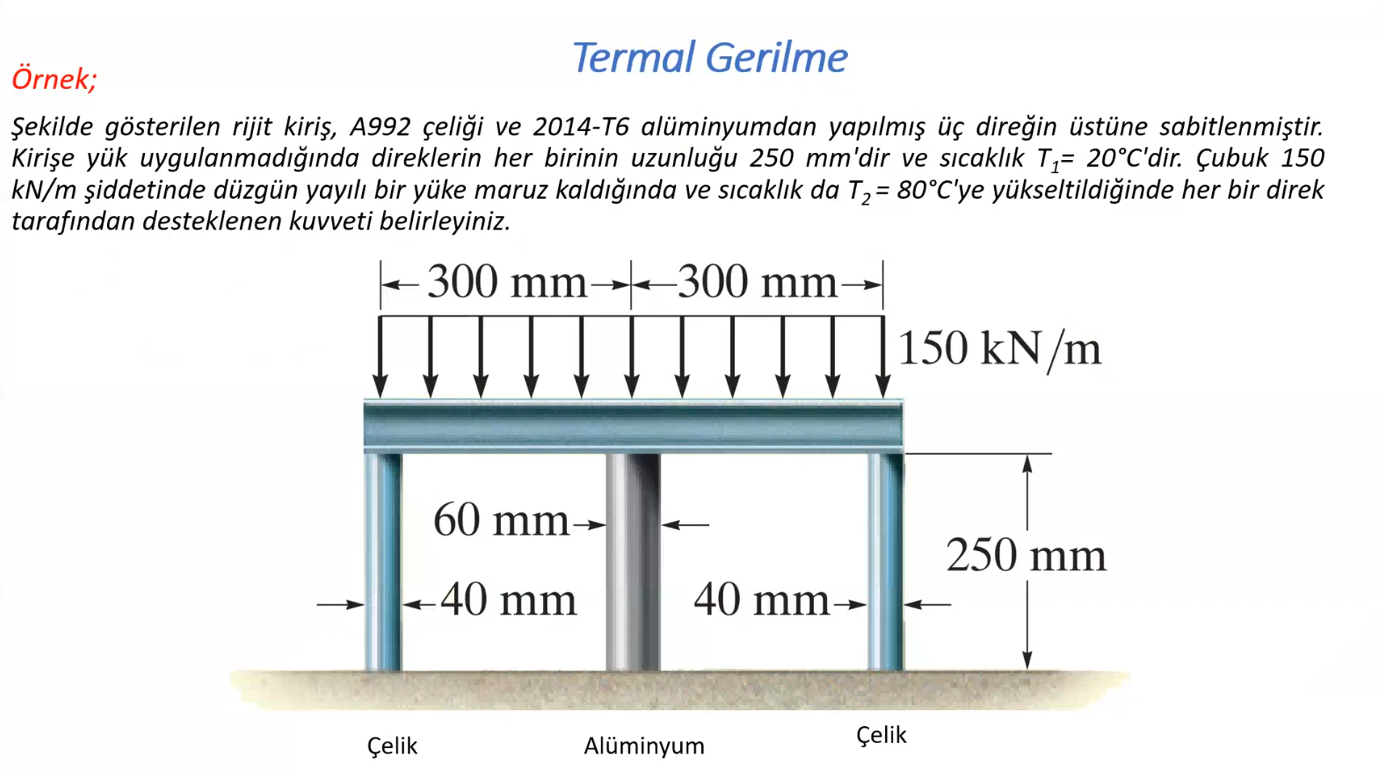 Termal Gerilme
Örnek;
Şekilde gösterilen rijit kiriş, A992 çeliği ve 2014-T6 alüminyumdan yapılmış üç direğin üstüne sabitlenmiştir.
Kirişe yük uygulanmadığında direklerin her birinin uzunluğu 250 mm'dir ve sıcaklık T₁= 20°C'dir. Çubuk 150
kN/m şiddetinde düzgün yayılı bir yüke maruz kaldığında ve sıcaklık da T₂ = 80°C'ye yükseltildiğinde her bir direk
tarafından desteklenen kuvveti belirleyiniz.
300 mm 300 mm
150 kN/m
60 mm
250 mm
40 mm 40 mm
Çelik Alüminyum Çelik